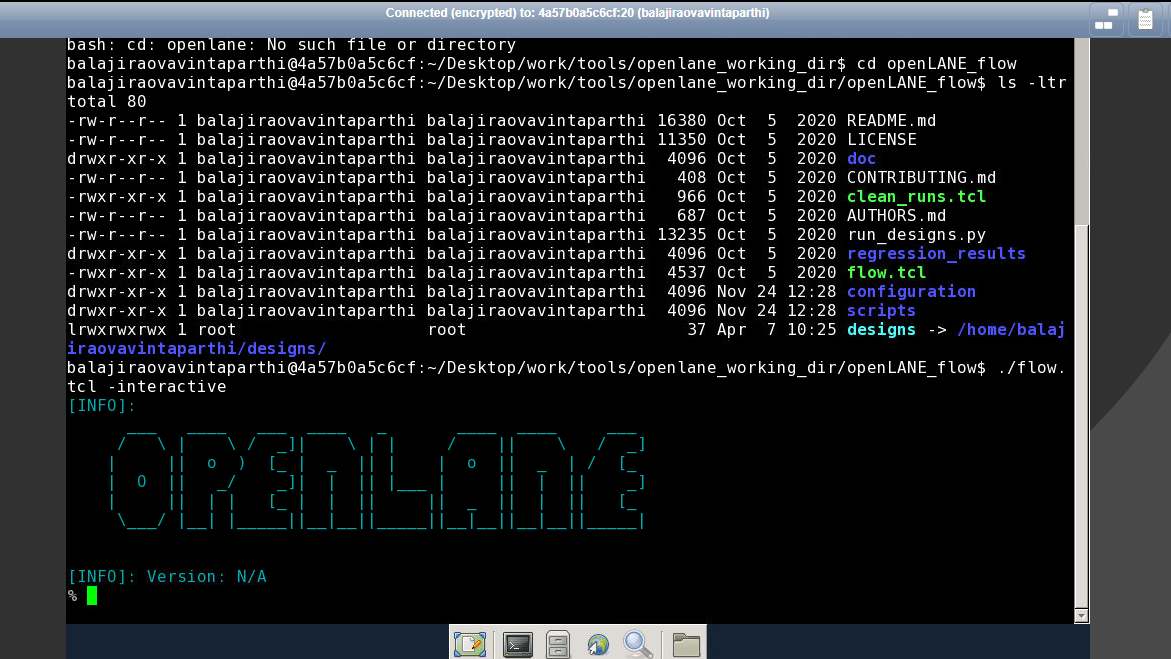 Connected (encrypted) to: 4a57b0a5c6cf:20 (balajiraovavintaparthi)
bash: cd: openlane: No such file or directory
balajiraovavintaparthi@4a57b0a5c6cf:~/Desktop/work/tools/openlane_working_dir$ cd openLANE_flow
balajiraovavintaparthi@4a57b0a5c6cf:~/Desktop/work/tools/openlane_working_dir/openLANE_flow$ ls -ltr
total 80
-rw-r--r-- 1 balajiraovavintaparthi balajiraovavintaparthi 16380 Oct  5  2020 README.md
-rw-r--r-- 1 balajiraovavintaparthi balajiraovavintaparthi 11350 Oct  5  2020 LICENSE
drwxr-xr-x 1 balajiraovavintaparthi balajiraovavintaparthi  4096 Oct  5  2020 doc
-rw-r--r-- 1 balajiraovavintaparthi balajiraovavintaparthi   408 Oct  5  2020 CONTRIBUTING.md
-rwxr-xr-x 1 balajiraovavintaparthi balajiraovavintaparthi   966 Oct  5  2020 clean_runs.tcl
-rw-r--r-- 1 balajiraovavintaparthi balajiraovavintaparthi   687 Oct  5  2020 AUTHORS.md
-rw-r--r-- 1 balajiraovavintaparthi balajiraovavintaparthi 13235 Oct  5  2020 run_designs.py
drwxr-xr-x 1 balajiraovavintaparthi balajiraovavintaparthi  4096 Oct  5  2020 regression_results
-rwxr-xr-x 1 balajiraovavintaparthi balajiraovavintaparthi  4537 Oct  5  2020 flow.tcl
drwxr-xr-x 1 balajiraovavintaparthi balajiraovavintaparthi  4096 Nov 24 12:28 configuration
drwxr-xr-x 1 balajiraovavintaparthi balajiraovavintaparthi  4096 Nov 24 12:28 scripts
lrwxrwxrwx 1 root                   root                      37 Apr  7 10:25 designs -> /home/balaj
iraovavintaparthi/designs/
balajiraovavintaparthi@4a57b0a5c6cf:~/Desktop/work/tools/openlane_working_dir/openLANE_flow$ ./flow.
tcl -interactive
[INFO]:
OPENLANE
[INFO]: Version: N/A
%